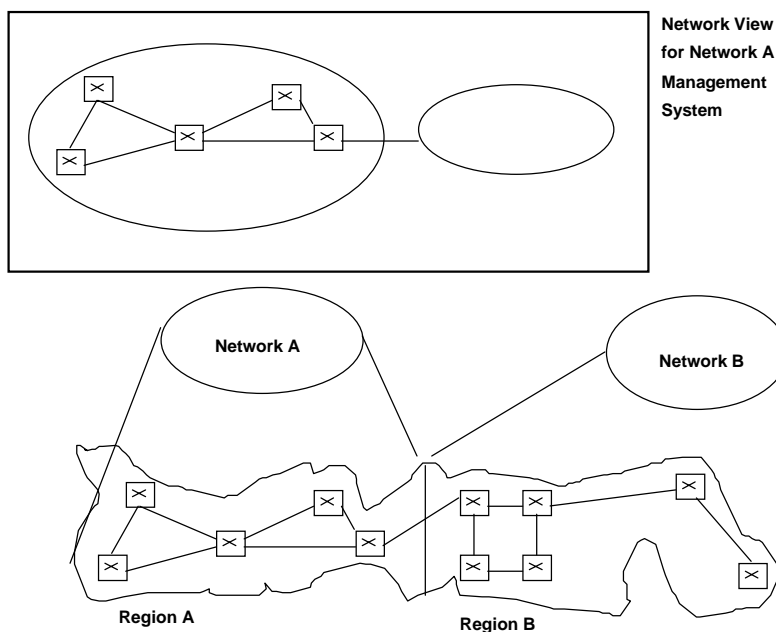 Network View
for Network A
Management
System
Network A
Network B
Region A
Region B